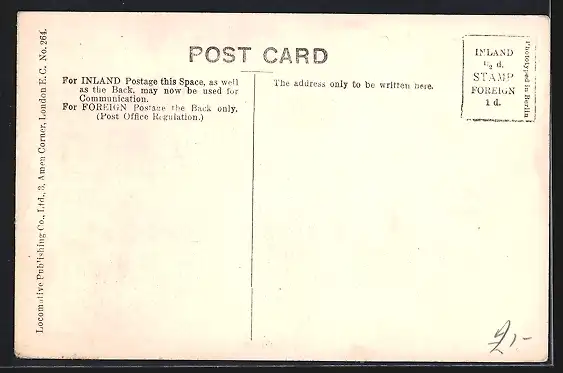 POST CARD
For INLAND Postage this Space, as well
as the Back, may now be used for
Communication.
For FOREIGN Postage the Back only.
(Post Office Regulation.)
The address only to be written here.
INLAND
½ d.
STAMP
FOREIGN
1 d.
Phototyped in Berlin
Locomotive Publishing Co., Ltd., 3, Amen Corner, London E.C. No. 264.